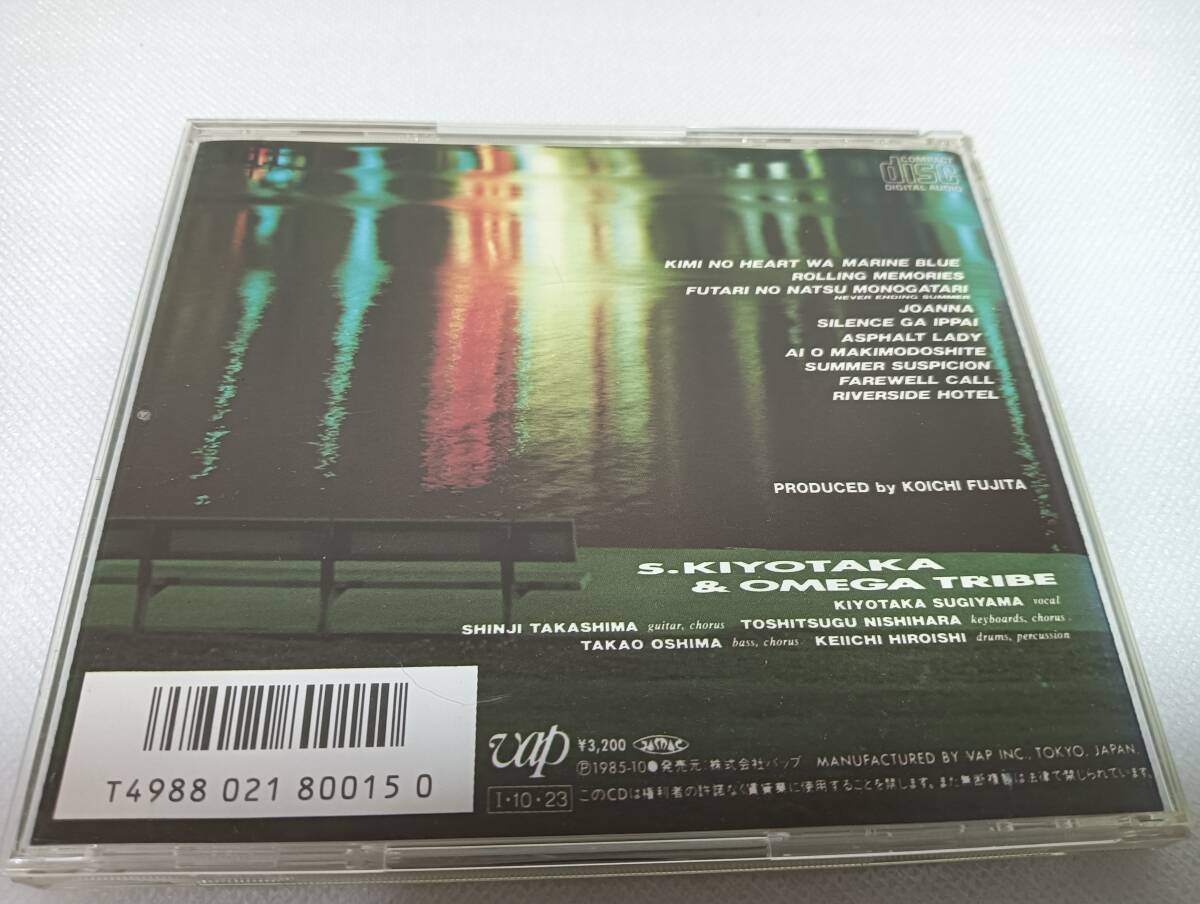 COMPACT
disc
DIGITAL AUDIO
KIMI NO HEART WA MARINE BLUE
ROLLING MEMORIES
FUTARI NO NATSU MONOGATARI
NEVER ENDING SUMMER
JOANNA
SILENCE GA IPPAI
ASPHALT LADY
AI O MAKIMODOSHITE
SUMMER SUSPICION
FAREWELL CALL
RIVERSIDE HOTEL
PRODUCED by KOICHI FUJITA
S.KIYOTAKA
& OMEGA TRIBE
KIYOTAKA SUGIYAMA vocal
SHINJI TAKASHIMA guitar, chorus TOSHITSUGU NISHIHARA keyboards, chorus
TAKAO OSHIMA bass, chorus KEIICHI HIROISHI drums, percussion
T4988 021 80015 0
vap ¥3,200 JASRAC
Ⓟ1985-10●発売元:株式会社バップ MANUFACTURED BY VAP INC., TOKYO, JAPAN.
I・10・23 このCDは権利者の許諾なく賃貸業に使用することを禁じます。また無断複製は法律で禁じられています。